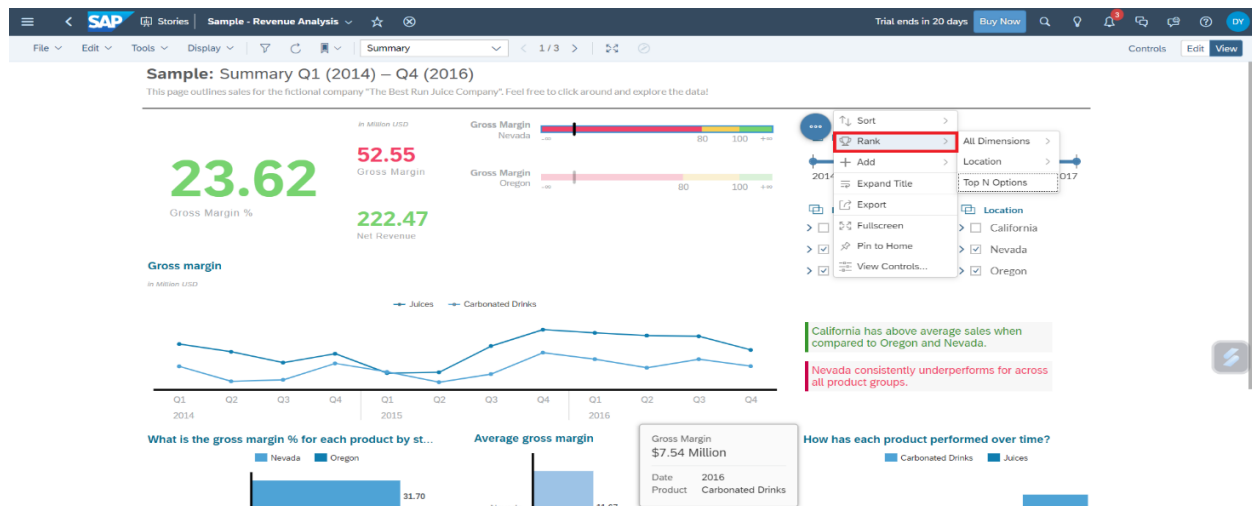 SAP Stories Sample - Revenue Analysis Trial ends in 20 days Buy Now 3 DY
File Edit Tools Display Summary 1/3 Controls Edit View
Sample: Summary Q1 (2014) – Q4 (2016)
This page outlines sales for the fictional company "The Best Run Juice Company". Feel free to click around and explore the data!
in Million USD
52.55
Gross Margin
23.62
Gross Margin %
222.47
Net Revenue
Gross Margin
Nevada
-∞ 80 100 +∞
Gross Margin
Oregon
-∞ 80 100 +∞
Sort
Rank
Add
Expand Title
Export
Fullscreen
Pin to Home
View Controls...
All Dimensions
Location
Top N Options
2014 017
Location
California
Nevada
Oregon
Gross margin
in Million USD
Juices Carbonated Drinks
Q1 Q2 Q3 Q4 Q1 Q2 Q3 Q4 Q1 Q2 Q3 Q4
2014 2015 2016
California has above average sales when
compared to Oregon and Nevada.
Nevada consistently underperforms for across
all product groups.
What is the gross margin % for each product by st...
Nevada Oregon
31.70
Average gross margin
Gross Margin
$7.54 Million
Date 2016
Product Carbonated Drinks
How has each product performed over time?
Carbonated Drinks Juices